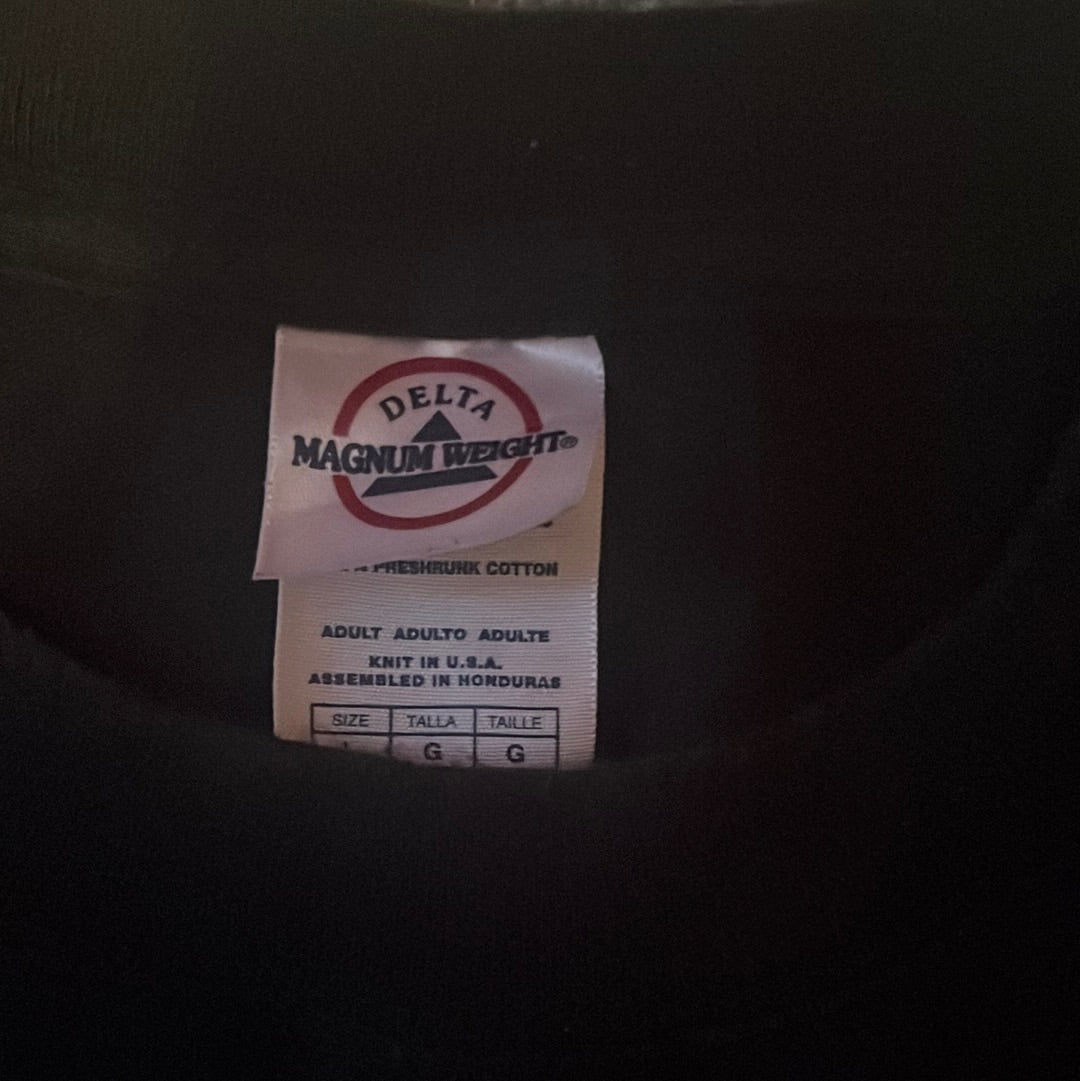 DELTA
MAGNUM WEIGHT®
PRESHRUNK COTTON
ADULT ADULTO ADULTE
KNIT IN U.S.A.
ASSEMBLED IN HONDURAS
SIZE TALLA TAILLE
G G